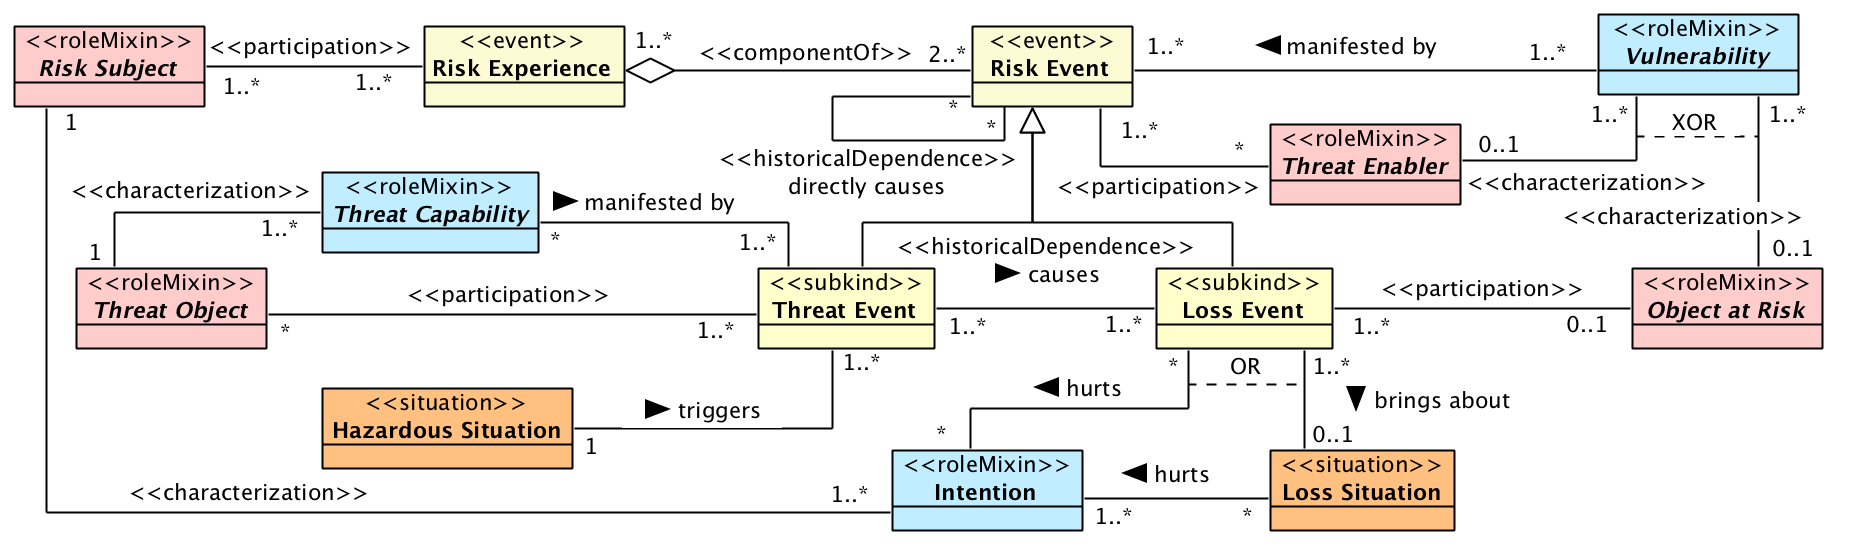 <<roleMixin>>
Risk Subject
<<participation>>
1..*
1..*
<<event>>
Risk Experience
1..*
<<componentOf>>
2..*
<<event>>
Risk Event
1..*
◀ manifested by
1..*
<<roleMixin>>
Vulnerability
1
*
*
<<historicalDependence>>
directly causes
1..*
*
<<participation>>
<<roleMixin>>
Threat Enabler
0..1
1..*
XOR
1..*
<<characterization>>
<<characterization>>
0..1
<<characterization>>
1..*
1
<<roleMixin>>
Threat Capability
*
▶ manifested by
1..*
<<historicalDependence>>
▶ causes
<<roleMixin>>
Threat Object
*
<<participation>>
1..*
<<subkind>>
Threat Event
1..*
1..*
<<subkind>>
Loss Event
1..*
<<participation>>
0..1
<<roleMixin>>
Object at Risk
1..*
<<situation>>
Hazardous Situation
1
▶ triggers
*
OR
1..*
◀ hurts
▼ brings about
*
0..1
<<characterization>>
1..*
<<roleMixin>>
Intention
1..*
◀ hurts
*
<<situation>>
Loss Situation